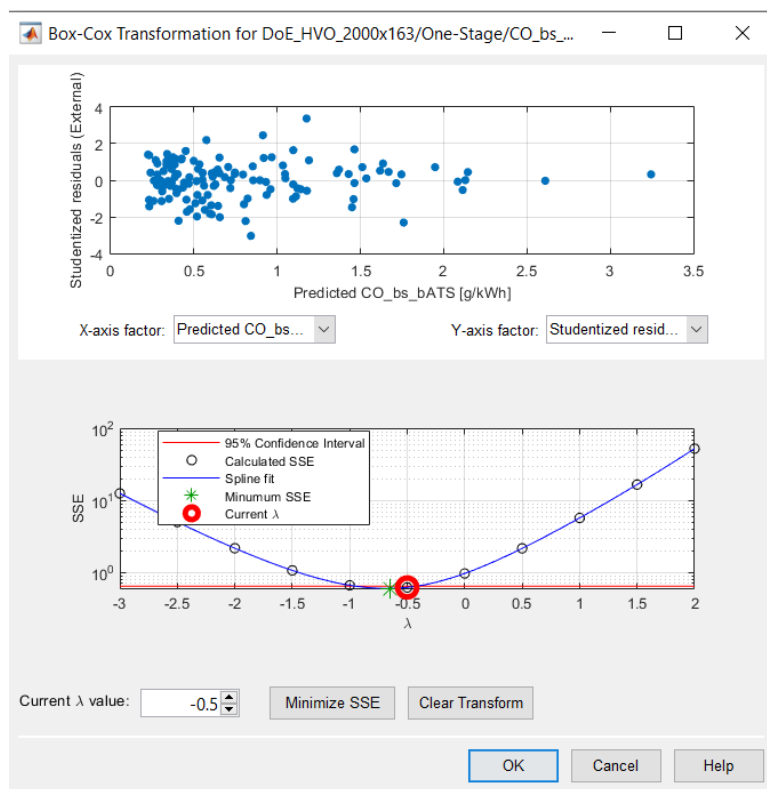 Box-Cox Transformation for DoE_HVO_2000x163/One-Stage/CO_bs_...
Studentized residuals (External)
4
2
0
-2
-4
0 0.5 1 1.5 2 2.5 3 3.5
Predicted CO_bs_bATS [g/kWh]
X-axis factor: Predicted CO_bs... Y-axis factor: Studentized resid...
SSE
10^2
10^1
10^0
95% Confidence Interval
Calculated SSE
Spline fit
Minumum SSE
Current λ
-3 -2.5 -2 -1.5 -1 -0.5 0 0.5 1 1.5 2
λ
Current λ value: -0.5 Minimize SSE Clear Transform
OK Cancel Help